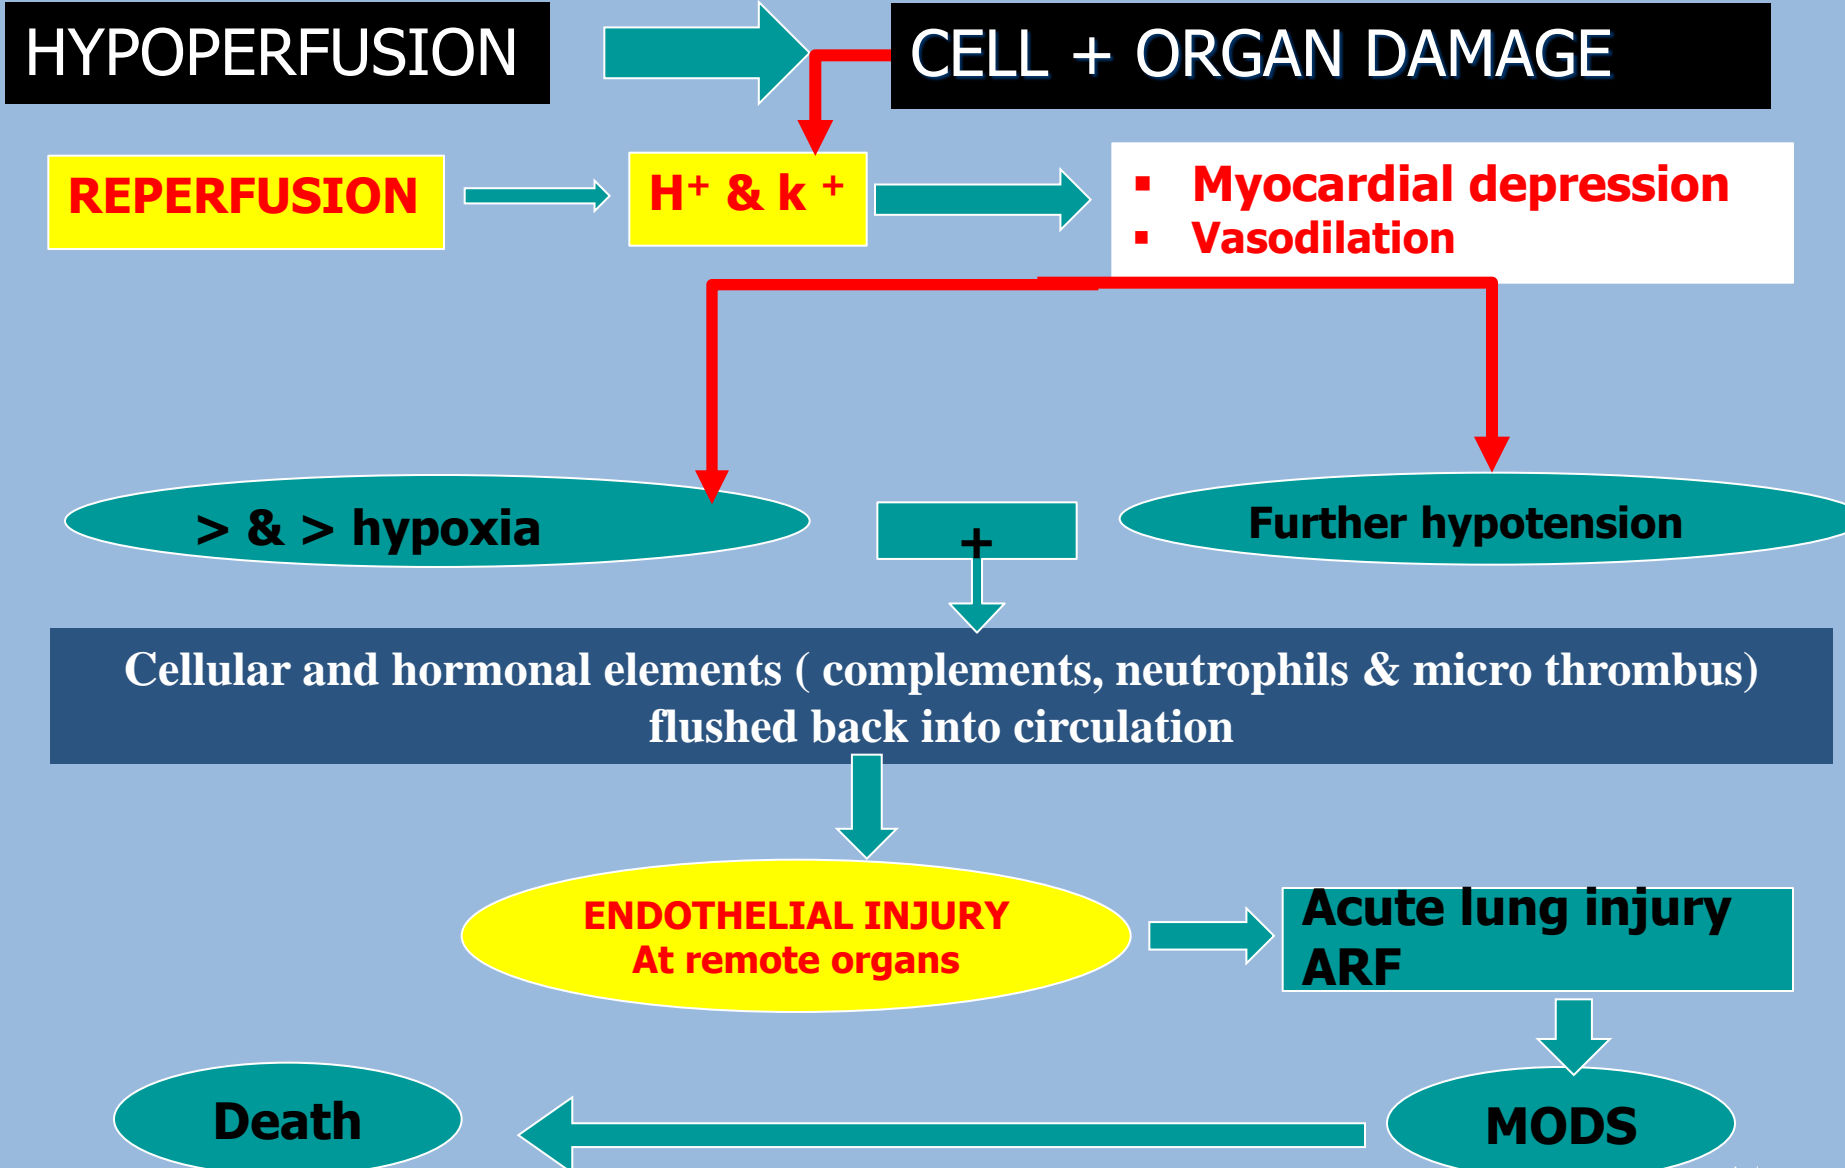 HYPOPERFUSION
CELL + ORGAN DAMAGE
REPERFUSION
H⁺ & k ⁺
▪ Myocardial depression
▪ Vasodilation
> & > hypoxia
+
Further hypotension
Cellular and hormonal elements ( complements, neutrophils & micro thrombus)
flushed back into circulation
ENDOTHELIAL INJURY
At remote organs
Acute lung injury
ARF
Death
MODS